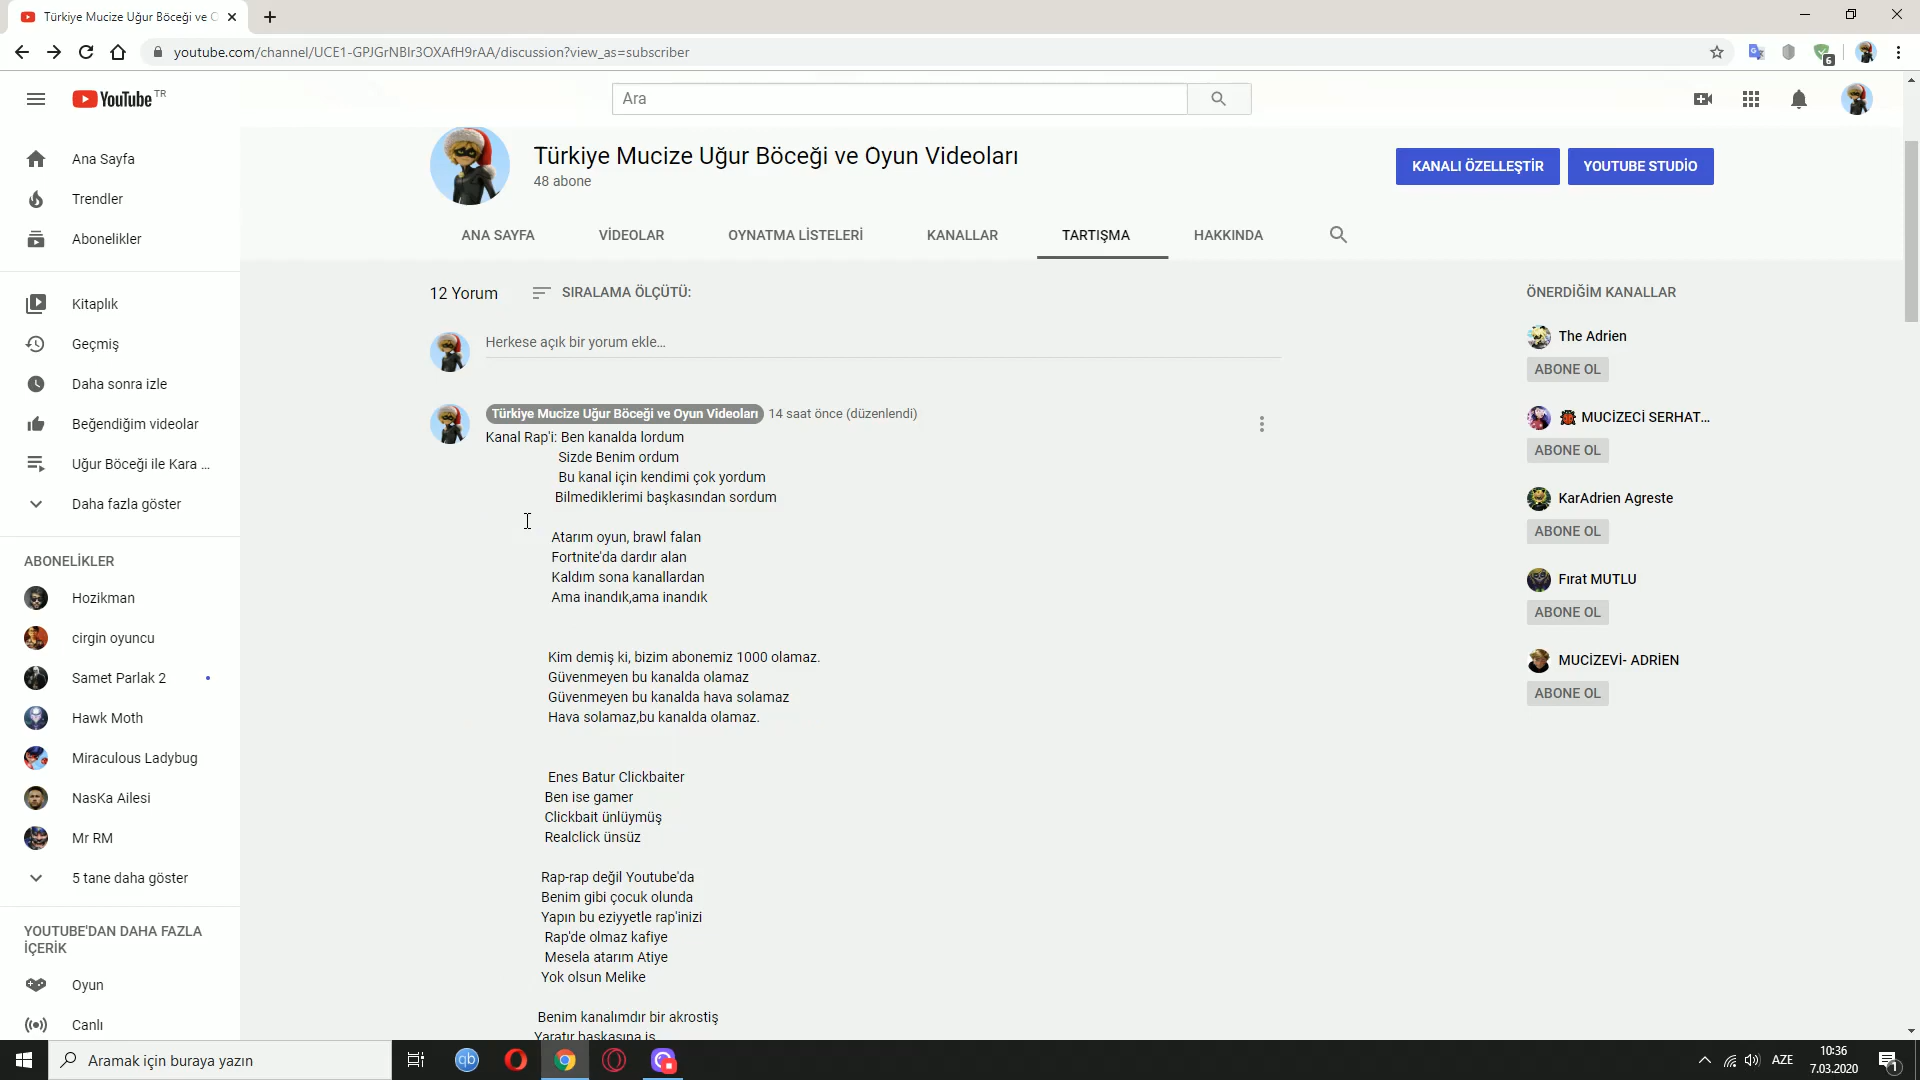 Türkiye Mucize Uğur Böceği ve O
youtube.com/channel/UCE1-GPJGrNBIr3OXAfH9rAA/discussion?view_as=subscriber
6
YouTube TR
Ara
Türkiye Mucize Uğur Böceği ve Oyun Videoları
48 abone
KANALI ÖZELLEŞTİR
YOUTUBE STUDİO
ANA SAYFA
VİDEOLAR
OYNATMA LİSTELERİ
KANALLAR
TARTIŞMA
HAKKINDA
Ana Sayfa
Trendler
Abonelikler
Kitaplık
Geçmiş
Daha sonra izle
Beğendiğim videolar
Uğur Böceği ile Kara ...
Daha fazla göster
ABONELİKLER
Hozikman
cirgin oyuncu
Samet Parlak 2
Hawk Moth
Miraculous Ladybug
NasKa Ailesi
Mr RM
5 tane daha göster
YOUTUBE'DAN DAHA FAZLA
İÇERİK
Oyun
Canlı
12 Yorum
SIRALAMA ÖLÇÜTÜ:
Herkese açık bir yorum ekle...
Türkiye Mucize Uğur Böceği ve Oyun Videoları 14 saat önce (düzenlendi)
Kanal Rap'i: Ben kanalda lordum
Sizde Benim ordum
Bu kanal için kendimi çok yordum
Bilmediklerimi başkasından sordum
Atarım oyun, brawl falan
Fortnite'da dardır alan
Kaldım sona kanallardan
Ama inandık,ama inandık
Kim demiş ki, bizim abonemiz 1000 olamaz.
Güvenmeyen bu kanalda olamaz
Güvenmeyen bu kanalda hava solamaz
Hava solamaz,bu kanalda olamaz.
Enes Batur Clickbaiter
Ben ise gamer
Clickbait ünlüymüş
Realclick ünsüz
Rap-rap değil Youtube'da
Benim gibi çocuk olunda
Yapın bu eziyyetle rap'inizi
Rap'de olmaz kafiye
Mesela atarım Atiye
Yok olsun Melike
Benim kanalımdır bir akrostiş
Yaratır başkasına iş
ÖNERDİĞİM KANALLAR
The Adrien
ABONE OL
MUCİZECİ SERHAT...
ABONE OL
KarAdrien Agreste
ABONE OL
Fırat MUTLU
ABONE OL
MUCİZEVİ- ADRİEN
ABONE OL
Aramak için buraya yazın
qb
AZE
10:36
7.03.2020
1